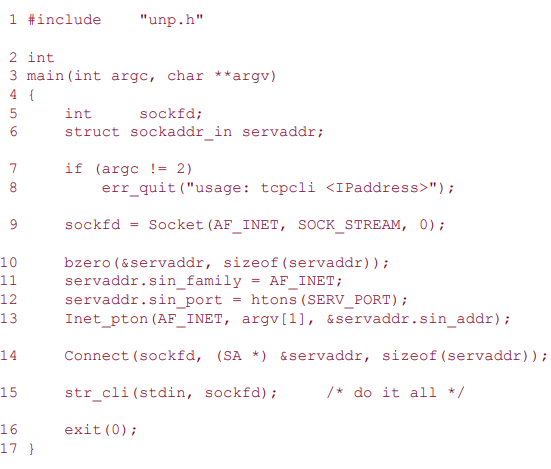 1 #include    "unp.h"
2 int
3 main(int argc, char **argv)
4 {
5     int     sockfd;
6     struct sockaddr_in servaddr;
7     if (argc != 2)
8         err_quit("usage: tcpcli <IPaddress>");
9     sockfd = Socket(AF_INET, SOCK_STREAM, 0);
10     bzero(&servaddr, sizeof(servaddr));
11     servaddr.sin_family = AF_INET;
12     servaddr.sin_port = htons(SERV_PORT);
13     Inet_pton(AF_INET, argv[1], &servaddr.sin_addr);
14     Connect(sockfd, (SA *) &servaddr, sizeof(servaddr));
15     str_cli(stdin, sockfd);     /* do it all */
16     exit(0);
17 }